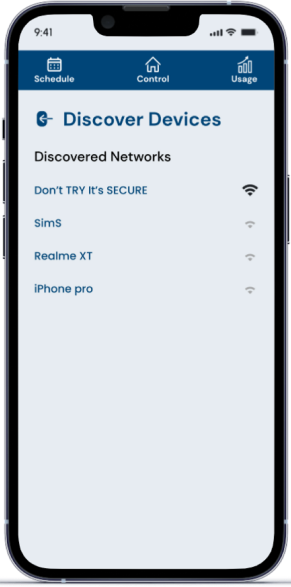 9:41
Schedule Control Usage
Discover Devices
Discovered Networks
Don't TRY It's SECURE
SimS
Realme XT
iPhone pro